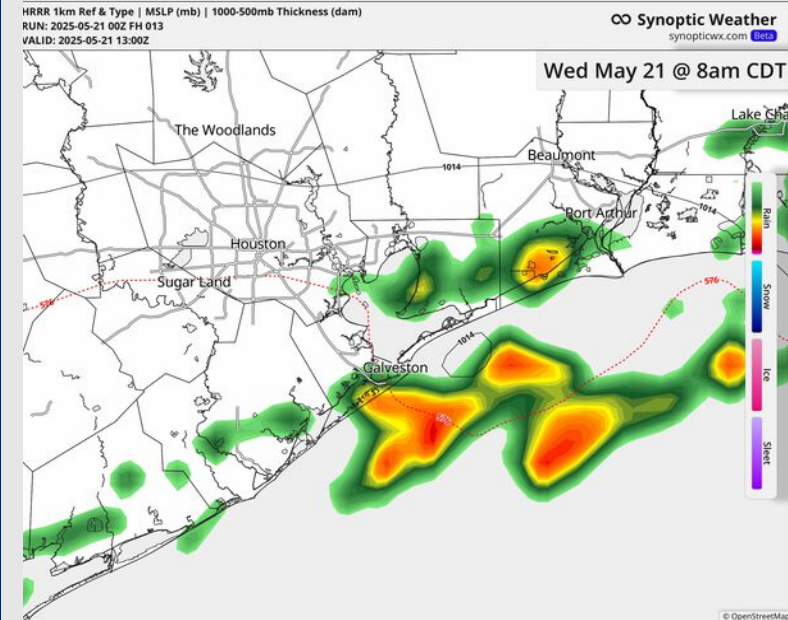 HRRR 1km Ref & Type | MSLP (mb) | 1000-500mb Thickness (dam)
RUN: 2025-05-21 00Z FH 013
VALID: 2025-05-21 13:00Z
Synoptic Weather
synopticwx.com Beta
Wed May 21 @ 8am CDT
Lake Cha
The Woodlands
Beaumont
1014
1014
Port Arthur
Houston
Sugar Land
576
576
1014
Galveston
576
Rain
Snow
Ice
Sleet
© OpenStreetMap